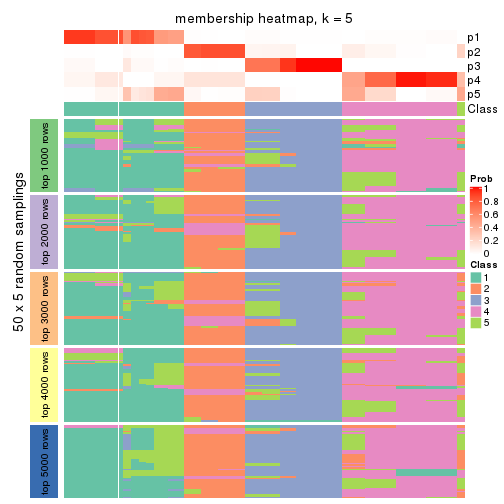 membership heatmap, k = 5
p1
p2
p3
p4
p5
Class
50 x 5 random samplings
top 1000 rows
top 2000 rows
top 3000 rows
top 4000 rows
top 5000 rows
Prob
1
0.8
0.6
0.4
0.2
0
Class
1
2
3
4
5